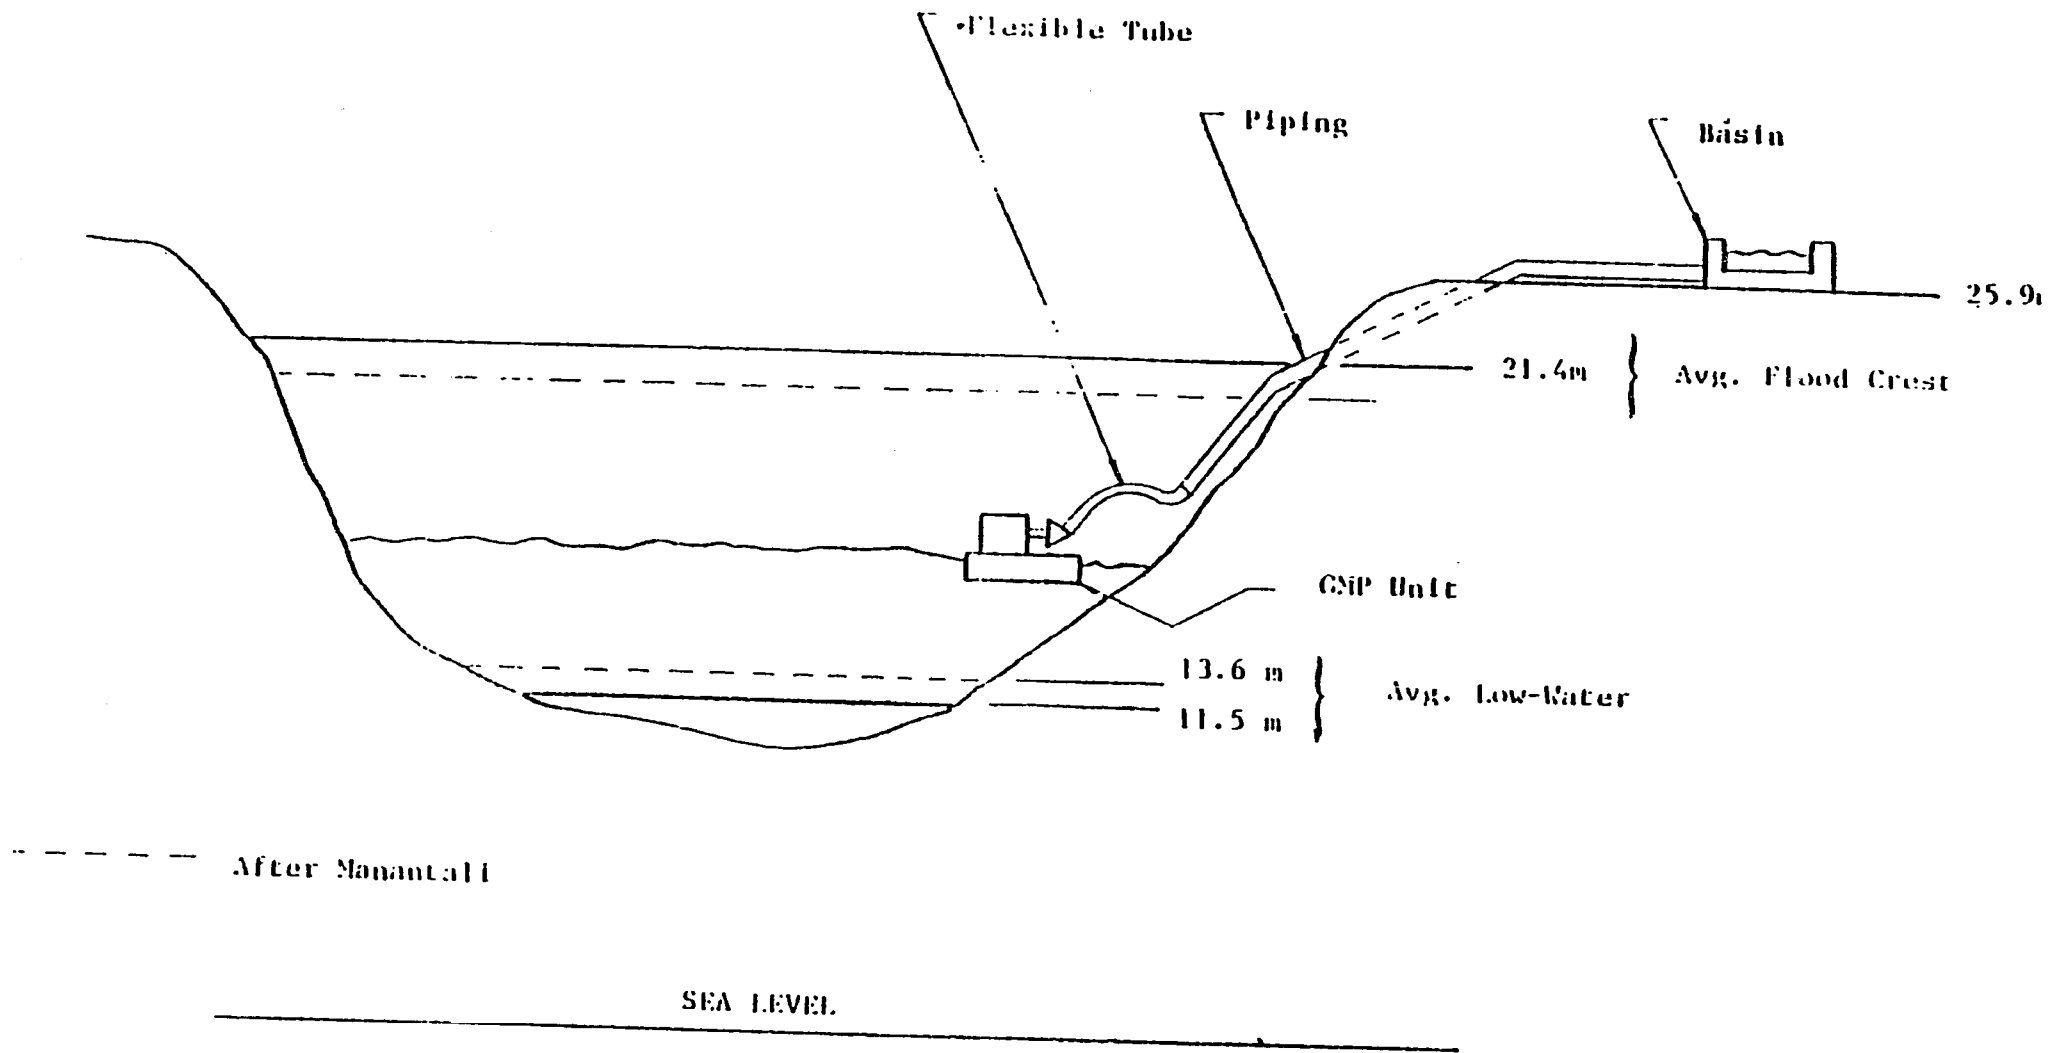 Flexible Tube
Piping
Basin
25.9m
21.4m
Avg. Flood Crest
GMP Unit
13.6 m
11.5 m
Avg. Low-Water
After Manantali
SEA LEVEL